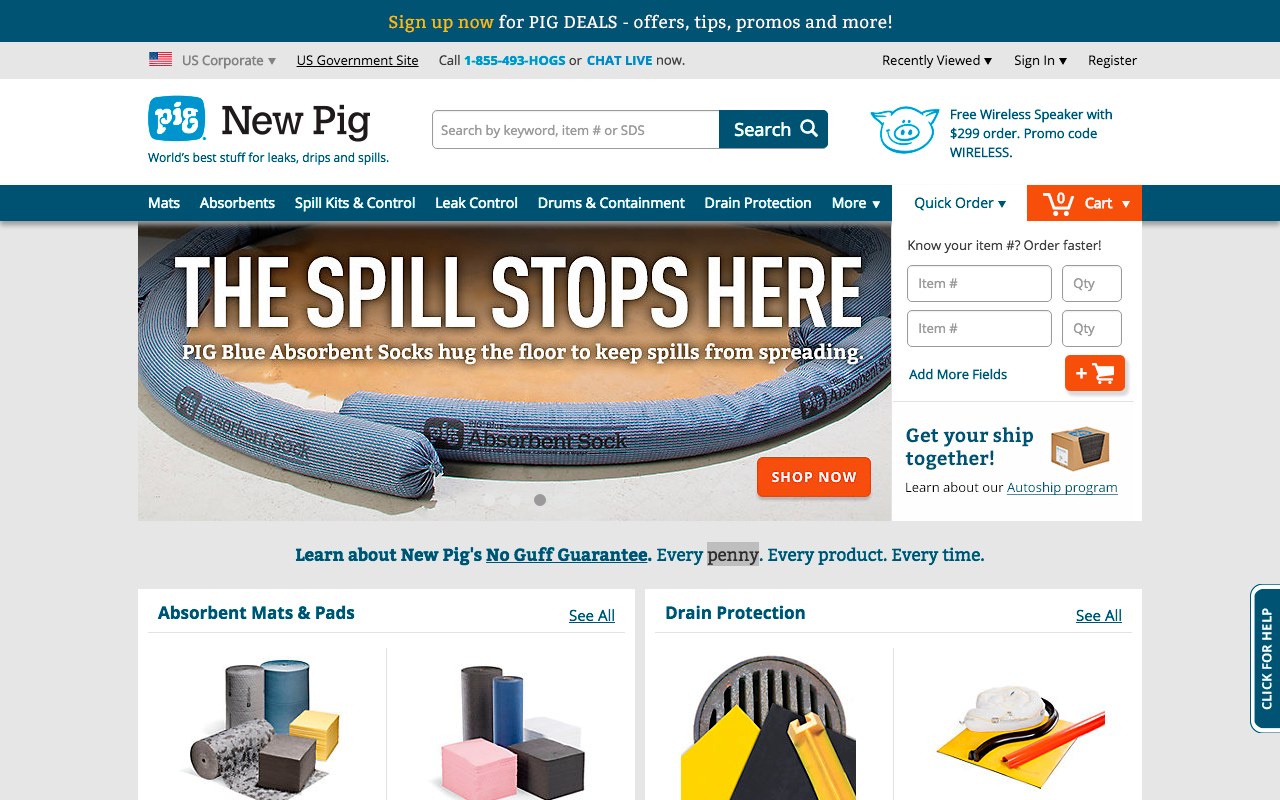 Sign up now for PIG DEALS - offers, tips, promos and more!
US Corporate ▼ US Government Site Call 1-855-493-HOGS or CHAT LIVE now. Recently Viewed ▼ Sign In ▼ Register
pig New Pig
World's best stuff for leaks, drips and spills.
Search by keyword, item # or SDS Search
Free Wireless Speaker with
$299 order. Promo code
WIRELESS.
Mats Absorbents Spill Kits & Control Leak Control Drums & Containment Drain Protection More ▼ Quick Order ▼ 0 Cart ▼
THE SPILL STOPS HERE
PIG Blue Absorbent Socks hug the floor to keep spills from spreading.
pig Absorbent Sock
pig Absorbent Sock
pig Absorbent Soc
SHOP NOW
Know your item #? Order faster!
Item # Qty
Item # Qty
Add More Fields +
Get your ship
together!
Learn about our Autoship program
Learn about New Pig's No Guff Guarantee. Every penny. Every product. Every time.
Absorbent Mats & Pads See All
Drain Protection See All
CLICK FOR HELP